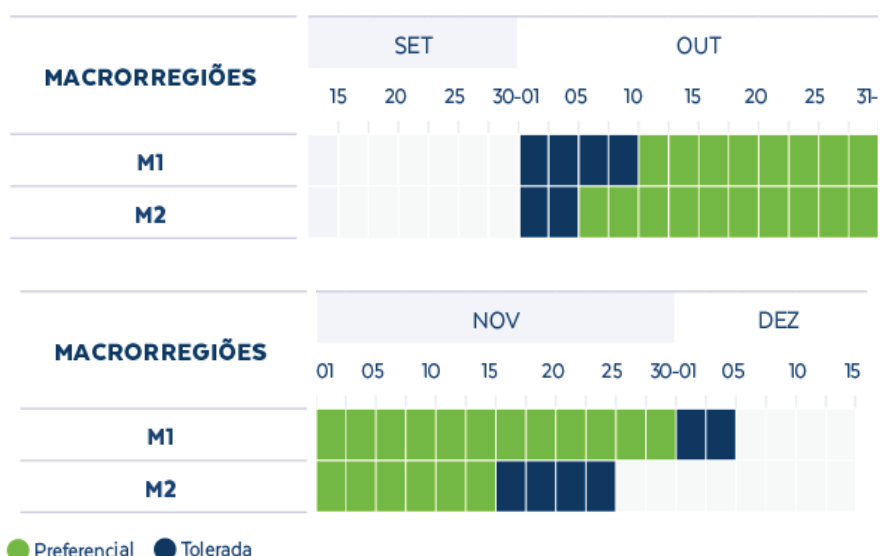 MACRORREGIÕES
SET OUT
15 20 25 30-01 05 10 15 20 25 31-
M1
M2
MACRORREGIÕES
NOV DEZ
01 05 10 15 20 25 30-01 05 10 15
M1
M2
Preferencial Tolerada